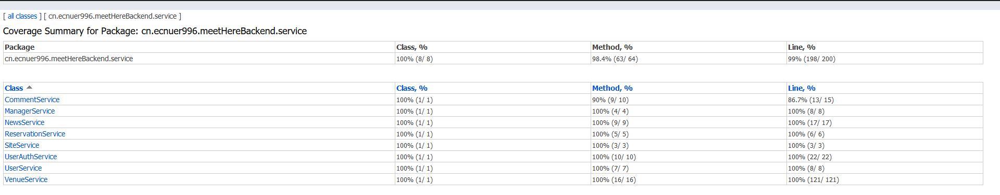 [ all classes ] [ cn.ecnuer996.meetHereBackend.service ]
Coverage Summary for Package: cn.ecnuer996.meetHereBackend.service
Package Class, % Method, % Line, %
cn.ecnuer996.meetHereBackend.service 100% (8/ 8) 98.4% (63/ 64) 99% (198/ 200)
Class Class, % Method, % Line, %
CommentService 100% (1/ 1) 90% (9/ 10) 86.7% (13/ 15)
ManagerService 100% (1/ 1) 100% (4/ 4) 100% (8/ 8)
NewsService 100% (1/ 1) 100% (9/ 9) 100% (17/ 17)
ReservationService 100% (1/ 1) 100% (5/ 5) 100% (6/ 6)
SiteService 100% (1/ 1) 100% (3/ 3) 100% (3/ 3)
UserAuthService 100% (1/ 1) 100% (10/ 10) 100% (22/ 22)
UserService 100% (1/ 1) 100% (7/ 7) 100% (8/ 8)
VenueService 100% (1/ 1) 100% (16/ 16) 100% (121/ 121)